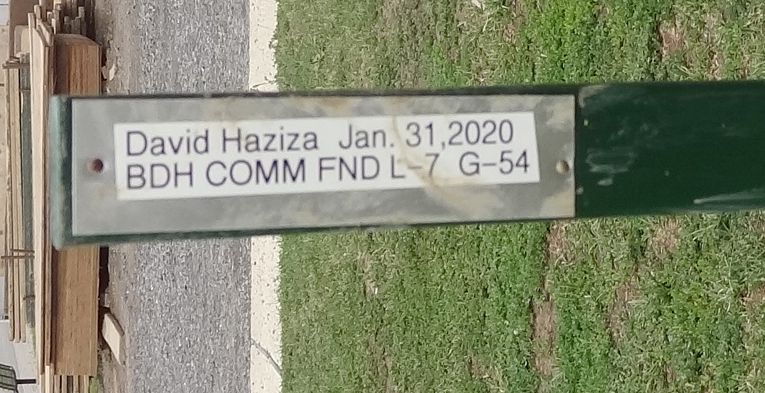 David Haziza Jan. 31,2020
BDH COMM FND L-7 G-54